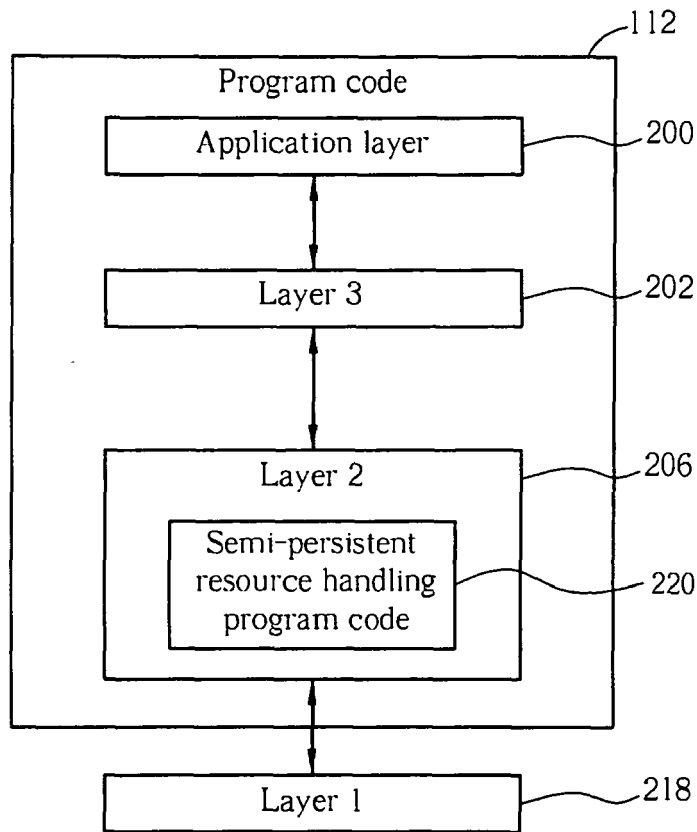 112
Program code
Application layer
200
Layer 3
202
Layer 2
206
Semi-persistent
resource handling
program code
220
Layer 1
218